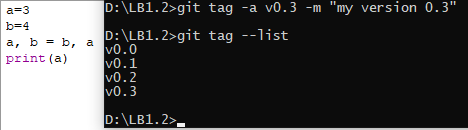 a=3
b=4
a, b = b, a
print(a)
D:\LB1.2>git tag -a v0.3 -m "my version 0.3"
D:\LB1.2>git tag --list
v0.0
v0.1
v0.2
v0.3
D:\LB1.2>